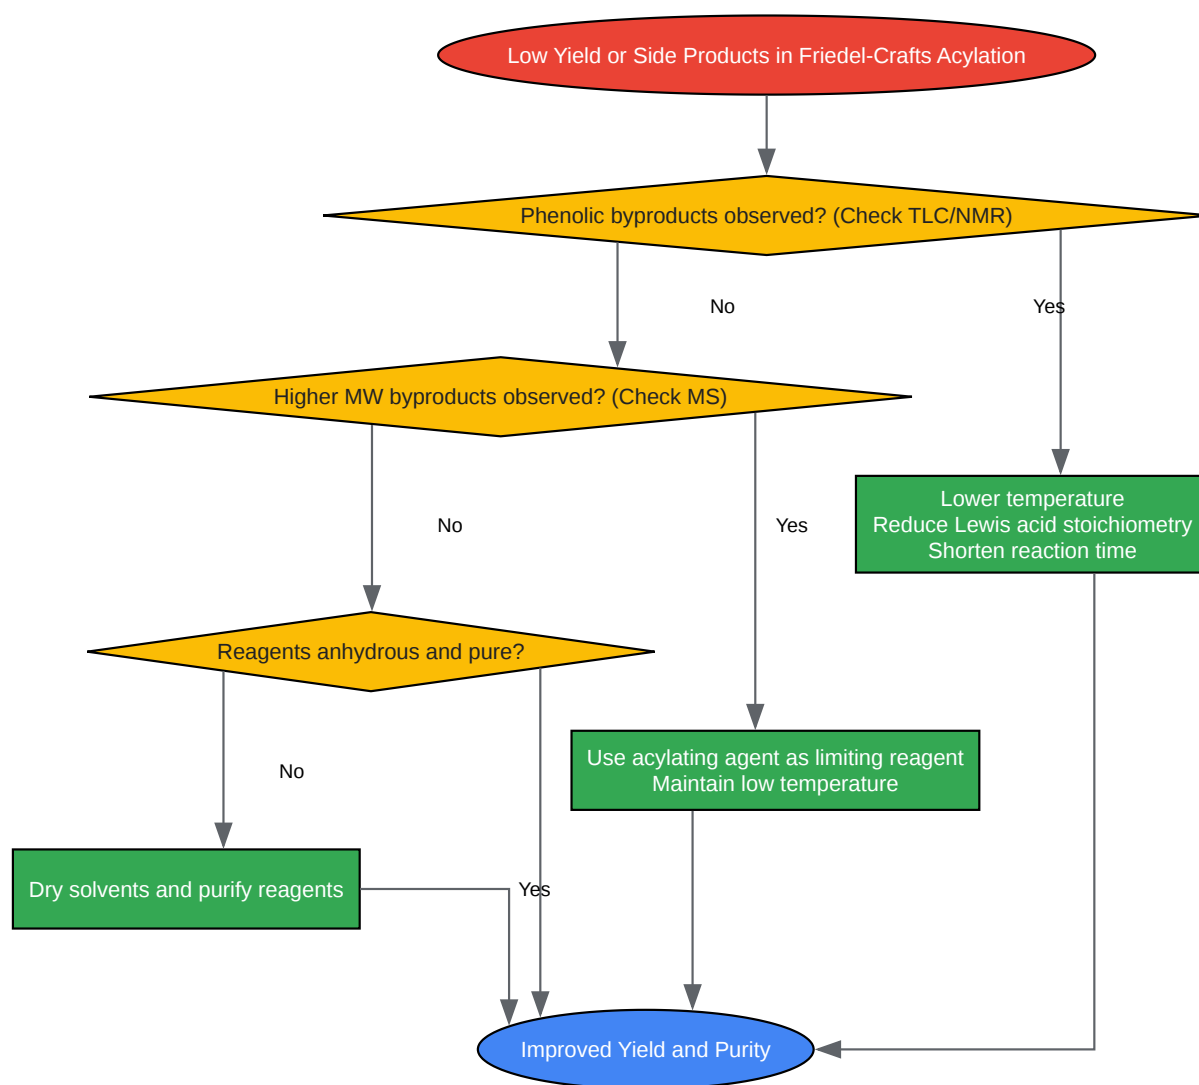 Low Yield or Side Products in Friedel-Crafts Acylation
Phenolic byproducts observed? (Check TLC/NMR)
No
Yes
Higher MW byproducts observed? (Check MS)
Lower temperature
Reduce Lewis acid stoichiometry
Shorten reaction time
No
Yes
Reagents anhydrous and pure?
Use acylating agent as limiting reagent
Maintain low temperature
No
Dry solvents and purify reagents
Yes
Improved Yield and Purity